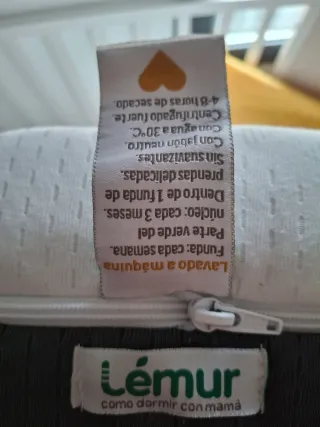 Lavado a máquina
Funda: cada semana.
Parte verde del
núcleo: cada 3 meses.
Dentro de 1 funda de
prendas delicadas.
Sin suavizantes.
Con jabón neutro.
Con agua a 30°C.
Centrifugado fuerte.
4-8 horas de secado
Lémur
como dormir con mamá